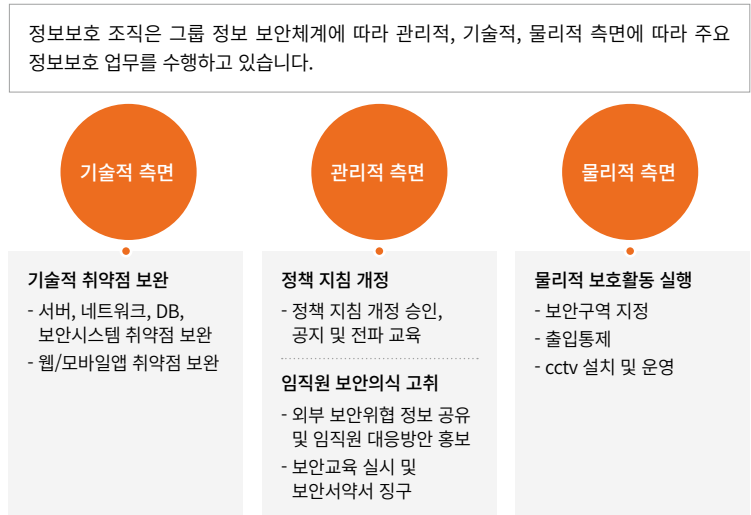 정보보호 조직은 그룹 정보 보안체계에 따라 관리적, 기술적, 물리적 측면에 따라 주요
정보보호 업무를 수행하고 있습니다.
기술적 측면
기술적 취약점 보완
- 서버, 네트워크, DB,
보안시스템 취약점 보완
- 웹/모바일앱 취약점 보완
관리적 측면
정책 지침 개정
- 정책 지침 개정 승인,
공지 및 전파 교육
임직원 보안의식 고취
- 외부 보안위협 정보 공유
및 임직원 대응방안 홍보
- 보안교육 실시 및
보안서약서 징구
물리적 측면
물리적 보호활동 실행
- 보안구역 지정
- 출입통제
- cctv 설치 및 운영